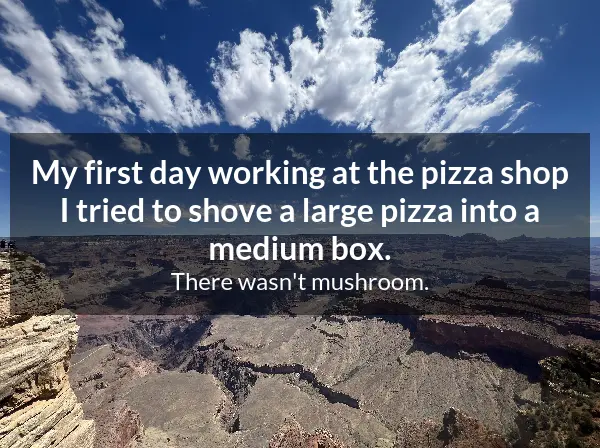 My first day working at the pizza shop
I tried to shove a large pizza into a
medium box.
There wasn't mushroom.